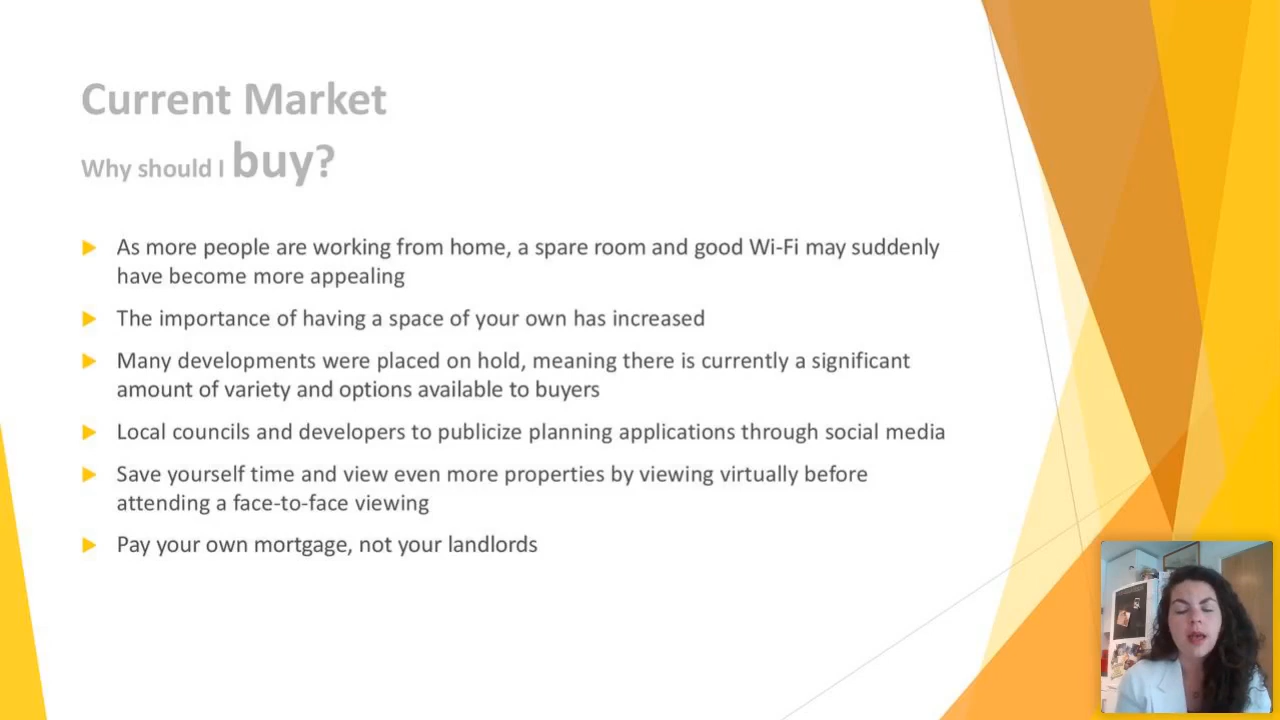 Current Market
Why should I buy?
As more people are working from home, a spare room and good Wi-Fi may suddenly
have become more appealing
The importance of having a space of your own has increased
Many developments were placed on hold, meaning there is currently a significant
amount of variety and options available to buyers
Local councils and developers to publicize planning applications through social media
Save yourself time and view even more properties by viewing virtually before
attending a face-to-face viewing
Pay your own mortgage, not your landlords